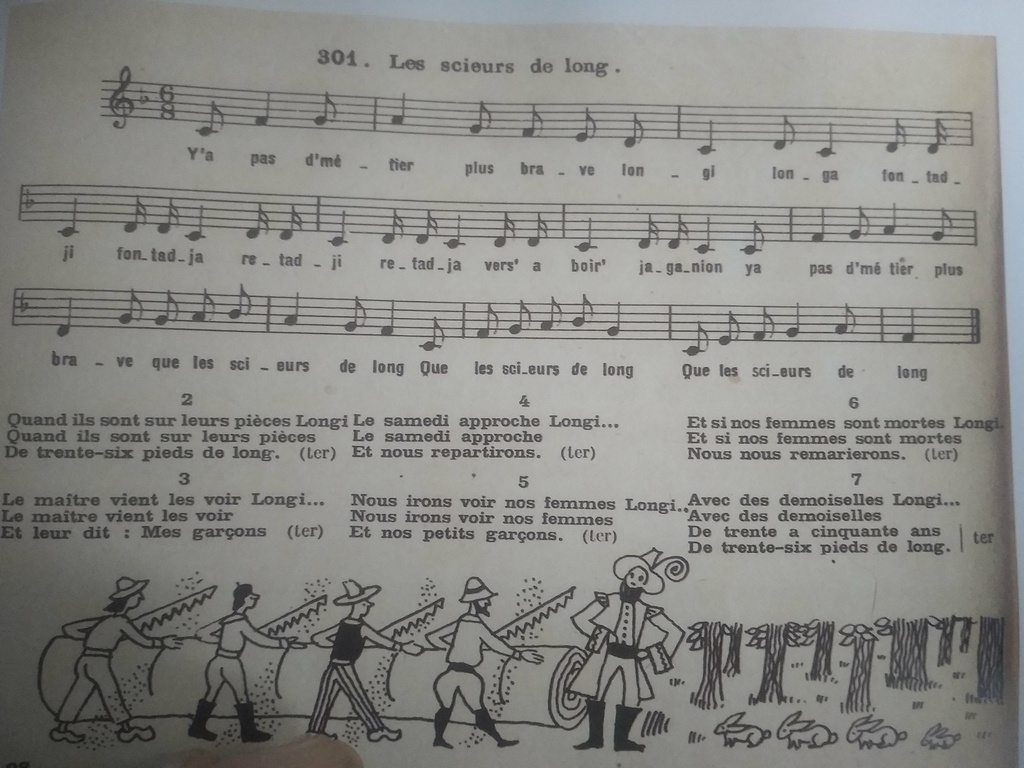 301. Les scieurs de long.
6
8
Y'a pas d'mé - tier plus bra - ve lon - gi lon - ga fon - tad -
ji fon-tad-ja re - tad - ji re - tad-ja vers' a boir' ja-ga-nion ya pas d'mé tier plus
bra - ve que les sci - eurs de long Que les sci-eurs de long Que les sci-eurs de long
2
Quand ils sont sur leurs pièces Longi
Quand ils sont sur leurs pièces
De trente-six pieds de long. (ter)
3
Le maître vient les voir Longi...
Le maître vient les voir
Et leur dit : Mes garçons (ter)
4
Le samedi approche Longi...
Le samedi approche
Et nous repartirons. (ter)
5
Nous irons voir nos femmes Longi..
Nous irons voir nos femmes
Et nos petits garçons. (ter)
6
Et si nos femmes sont mortes Longi.
Et si nos femmes sont mortes
Nous nous remarierons. (ter)
7
Avec des demoiselles Longi...
Avec des demoiselles
De trente a cinquante ans
De trente-six pieds de long. | ter